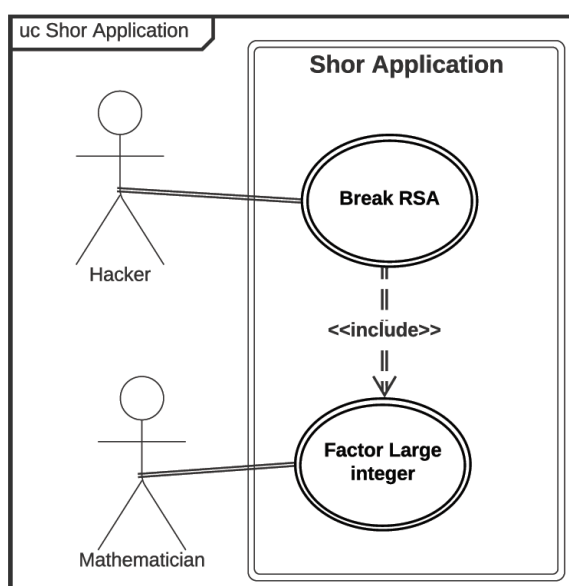 uc Shor Application
Shor Application
Break RSA
Hacker
<<include>>
Factor Large
integer
Mathematician